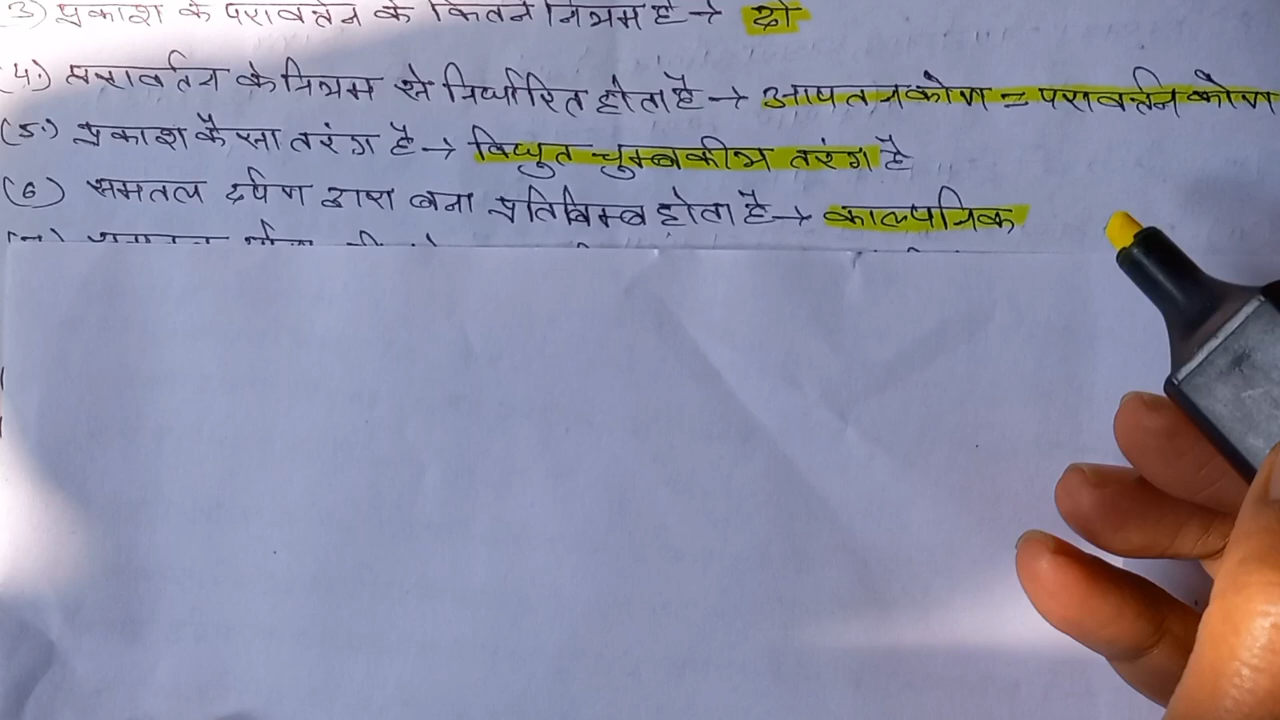 3) प्रकाश के परावर्त्तन के कितने नियम है → दो
(4.) परावर्तन के नियम से निर्धारित होता है → आपतन कोण = परावर्त्तन कोण
(5.) प्रकाश कैसा तरंग है → विधुत चुम्बकीय तरंग है
(6) समतल दर्पण द्वारा बना प्रतिबिम्ब होता है → काल्पनिक